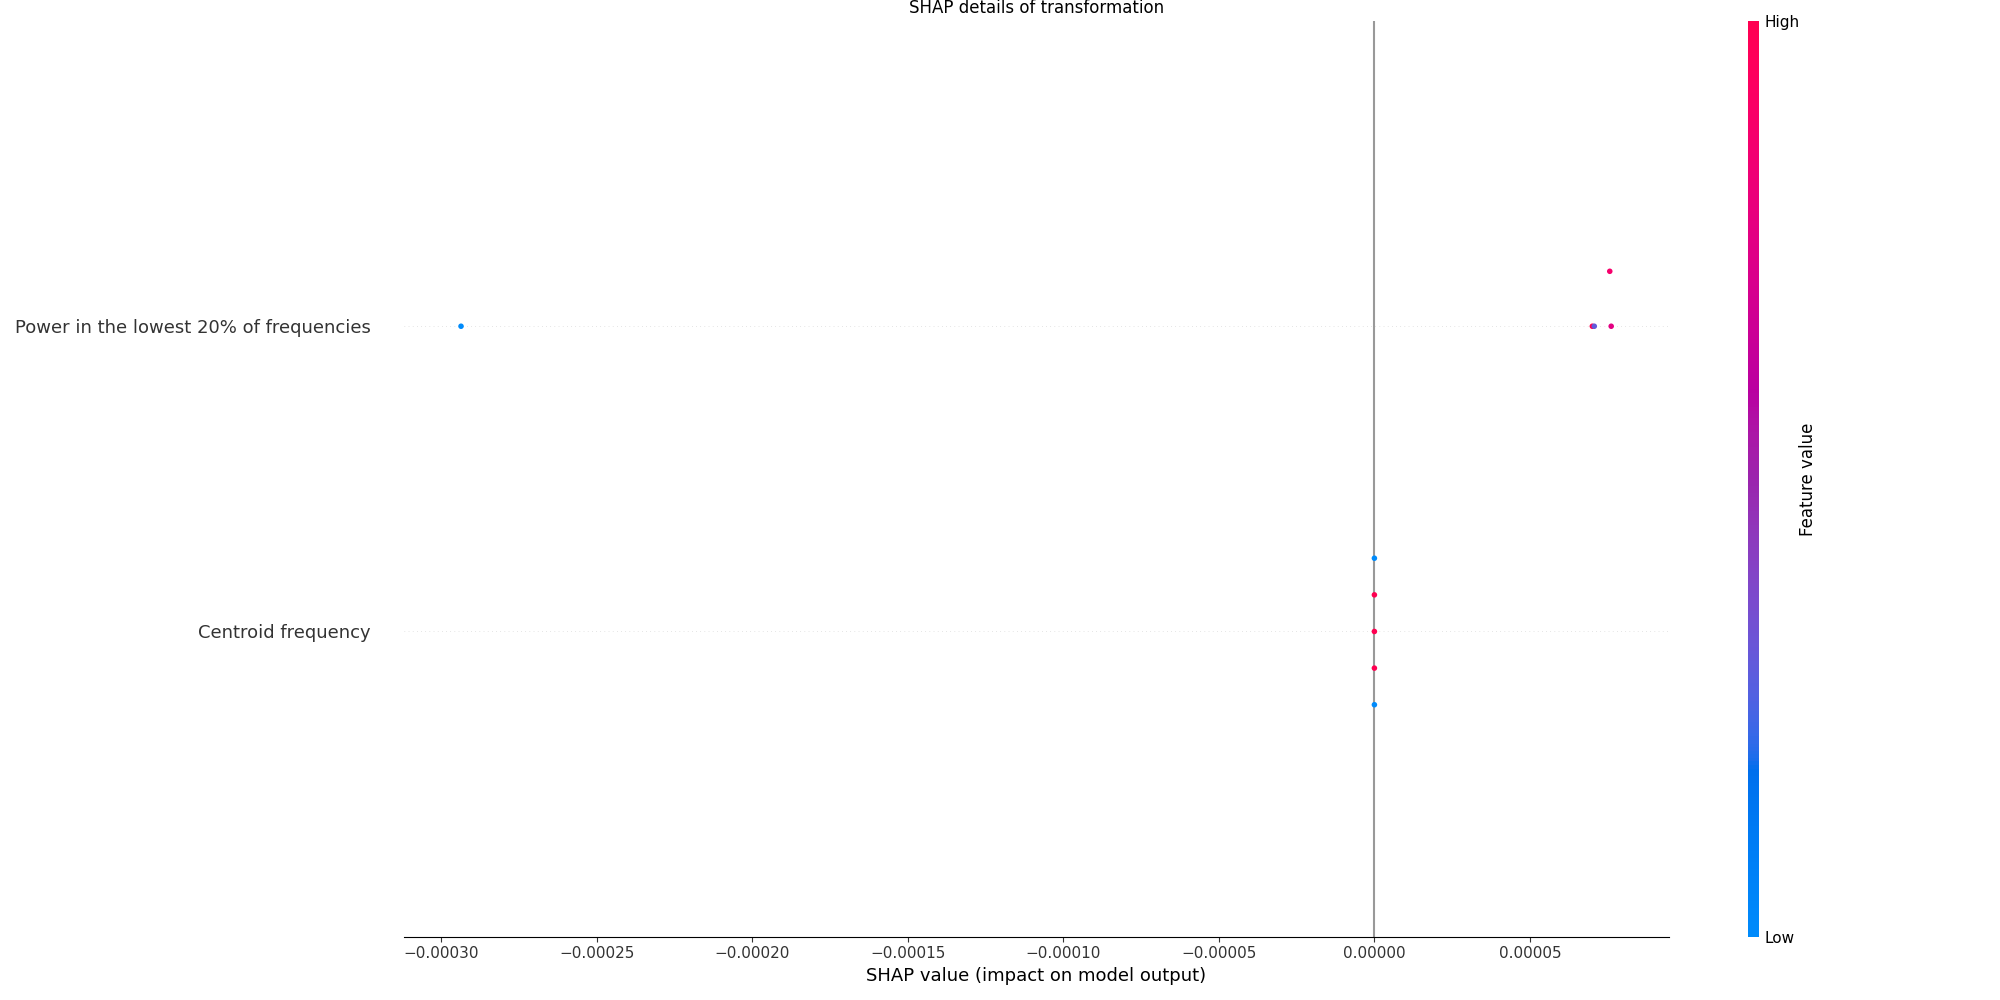 SHAP details of transformation
High
Power in the lowest 20% of frequencies
Centroid frequency
Feature value
Low
−0.00030 −0.00025 −0.00020 −0.00015 −0.00010 −0.00005 0.00000 0.00005
SHAP value (impact on model output)